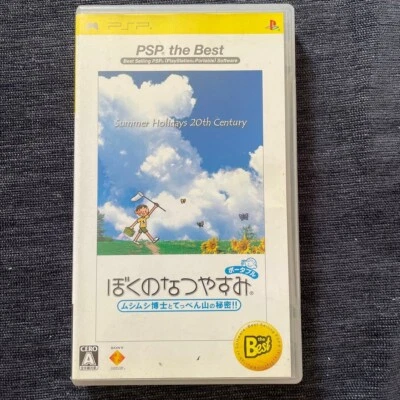 PSP
PSP® the Best
Best Selling PSP® (PlayStation®Portable) Software
Summer Holidays 20th Century
ぼくのなつやすみ®
ポータブル
ムシムシ博士とてっぺん山の秘密!!
CERO
A
SONY
the Best